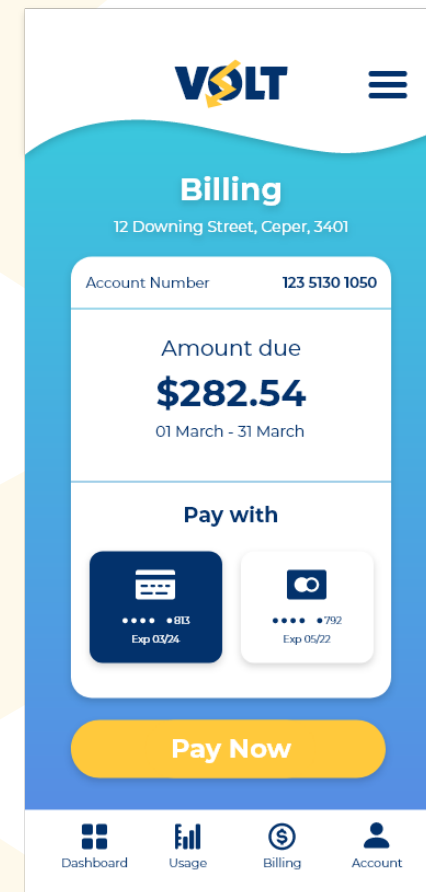 VOLT
Billing
12 Downing Street, Ceper, 3401
Account Number 123 5130 1050
Amount due
$282.54
01 March - 31 March
Pay with
•••• •813 •••• •792
Exp 03/24 Exp 05/22
Pay Now
Dashboard Usage Billing Account